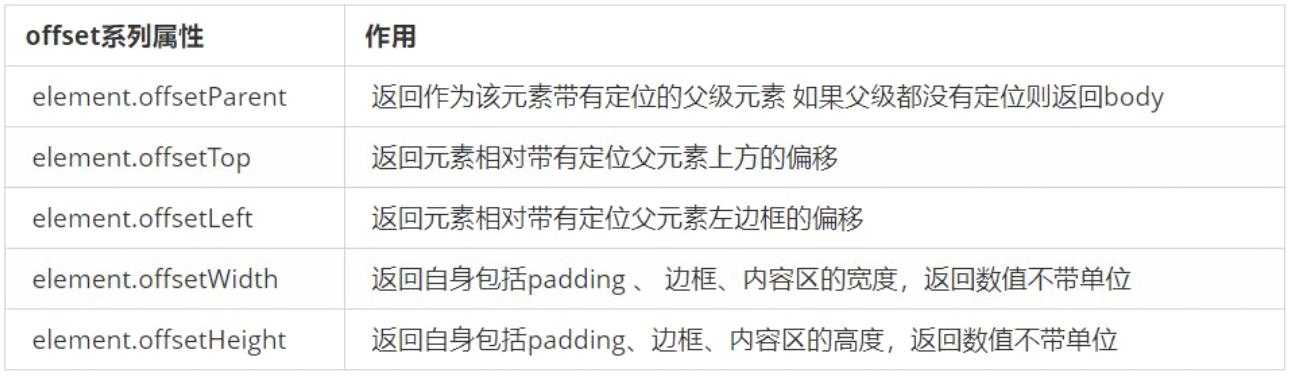 offset系列属性 作用
element.offsetParent 返回作为该元素带有定位的父级元素 如果父级都没有定位则返回body
element.offsetTop 返回元素相对带有定位父元素上方的偏移
element.offsetLeft 返回元素相对带有定位父元素左边框的偏移
element.offsetWidth 返回自身包括padding 、 边框、内容区的宽度，返回数值不带单位
element.offsetHeight 返回自身包括padding、边框、内容区的高度，返回数值不带单位